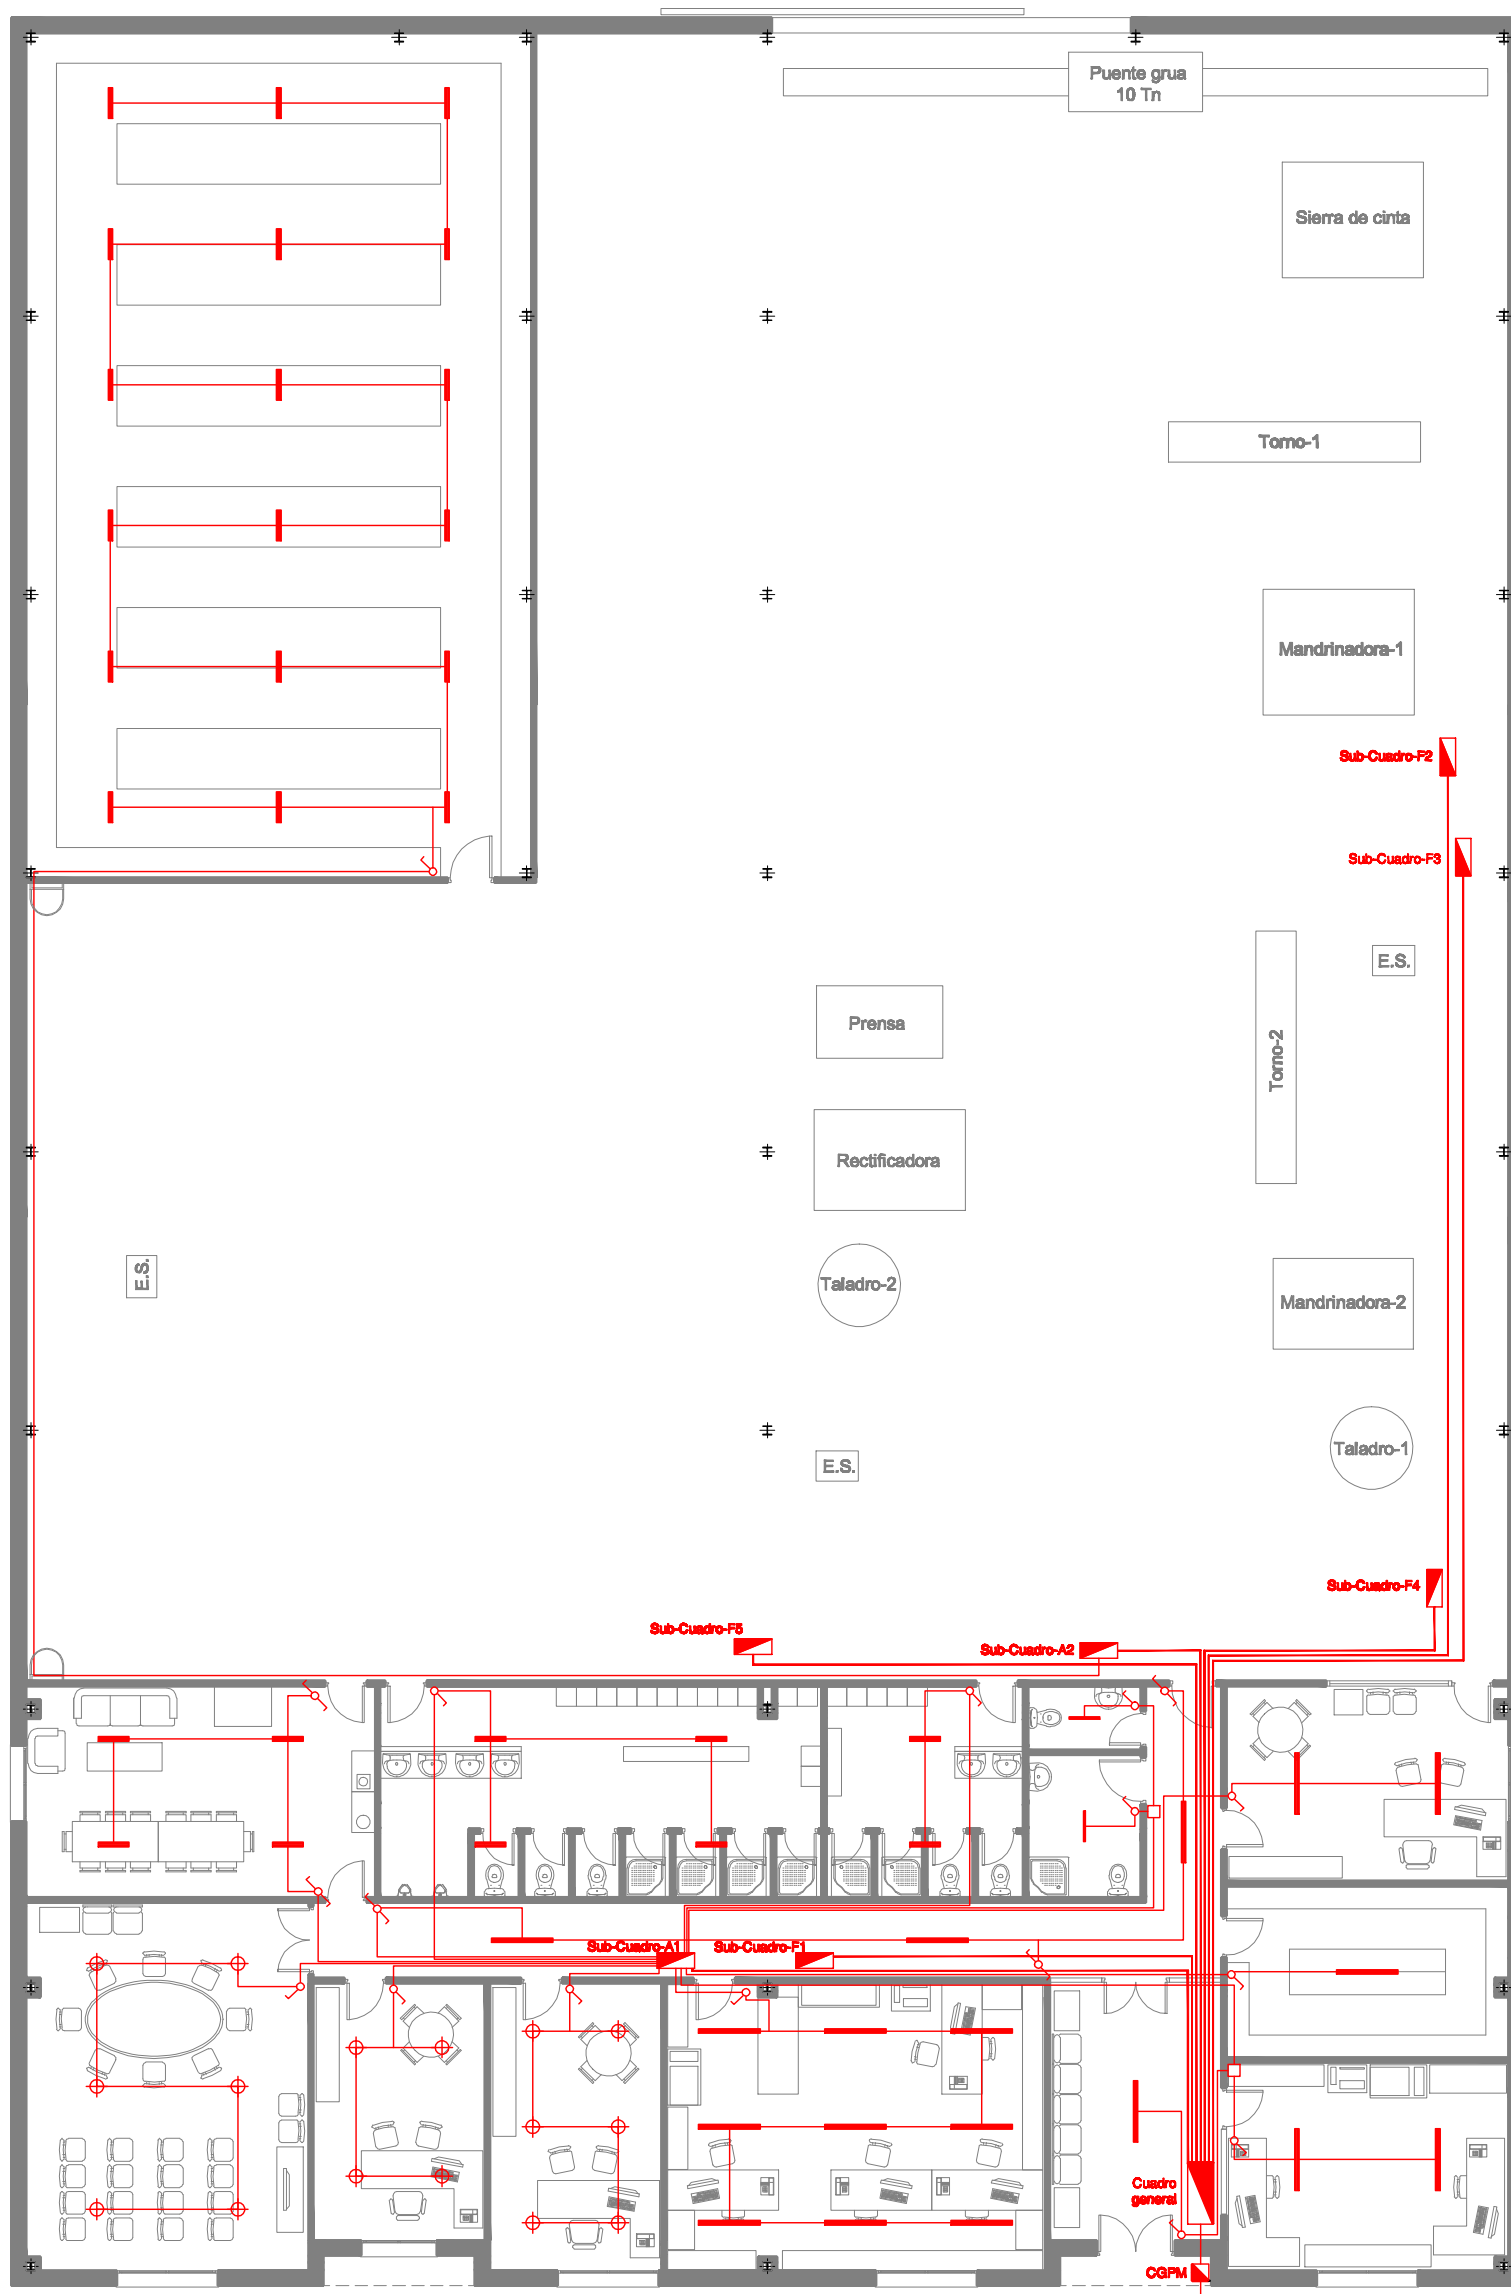 Puente grua
10 Tn
Sierra de cinta
Torno-1
Mandrinadora-1
Sub-Cuadro-F2
Sub-Cuadro-F3
E.S.
Prensa
Torno-2
Rectificadora
E.S.
Taladro-2
Mandrinadora-2
Taladro-1
E.S.
Sub-Cuadro-F4
Sub-Cuadro-F5
Sub-Cuadro-A2
Sub-Cuadro-A1
Sub-Cuadro-F1
Cuadro
general
CGPM